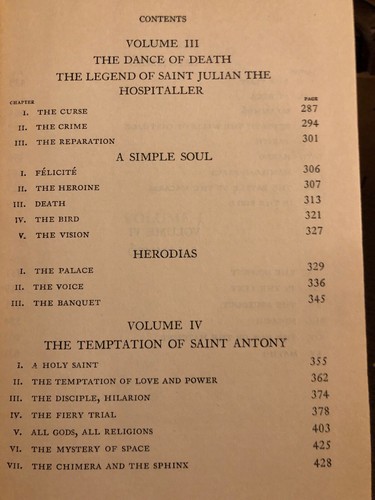 CONTENTS
VOLUME III
THE DANCE OF DEATH
THE LEGEND OF SAINT JULIAN THE
HOSPITALLER
CHAPTER PAGE
I. THE CURSE 287
II. THE CRIME 294
III. THE REPARATION 301
A SIMPLE SOUL
I. FÉLICITÉ 306
II. THE HEROINE 307
III. DEATH 313
IV. THE BIRD 321
V. THE VISION 327
HERODIAS
I. THE PALACE 329
II. THE VOICE 336
III. THE BANQUET 345
VOLUME IV
THE TEMPTATION OF SAINT ANTONY
I. A HOLY SAINT 355
II. THE TEMPTATION OF LOVE AND POWER 362
III. THE DISCIPLE, HILARION 374
IV. THE FIERY TRIAL 378
V. ALL GODS, ALL RELIGIONS 403
VI. THE MYSTERY OF SPACE 425
VII. THE CHIMERA AND THE SPHINX 428